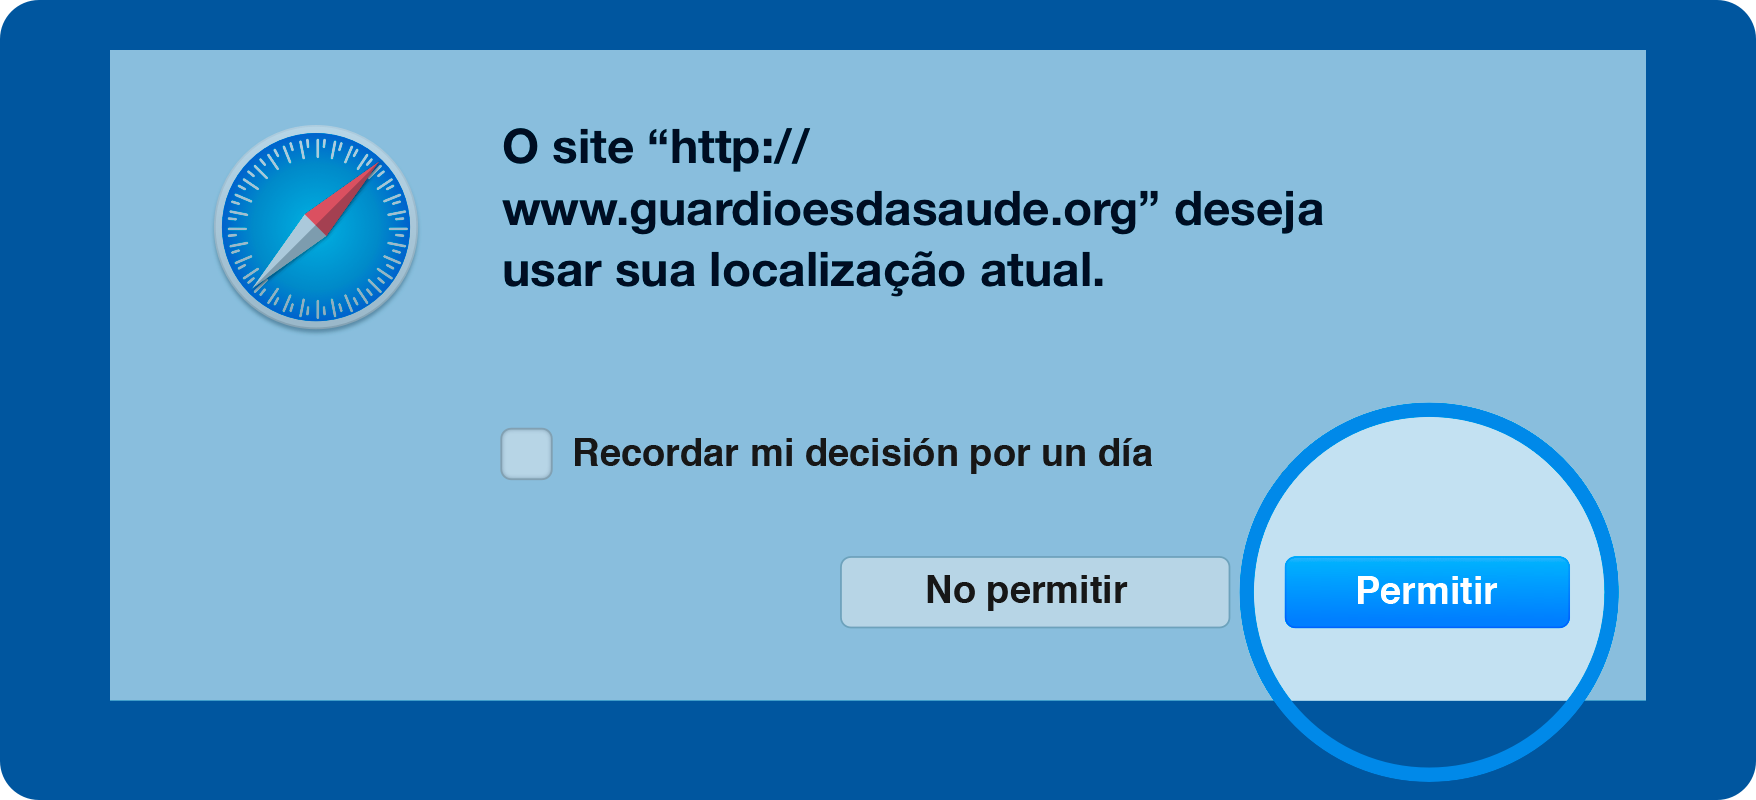 O site “http://
www.guardioesdasaude.org” deseja
usar sua localização atual.
Recordar mi decisión por un día
No permitir
Permitir